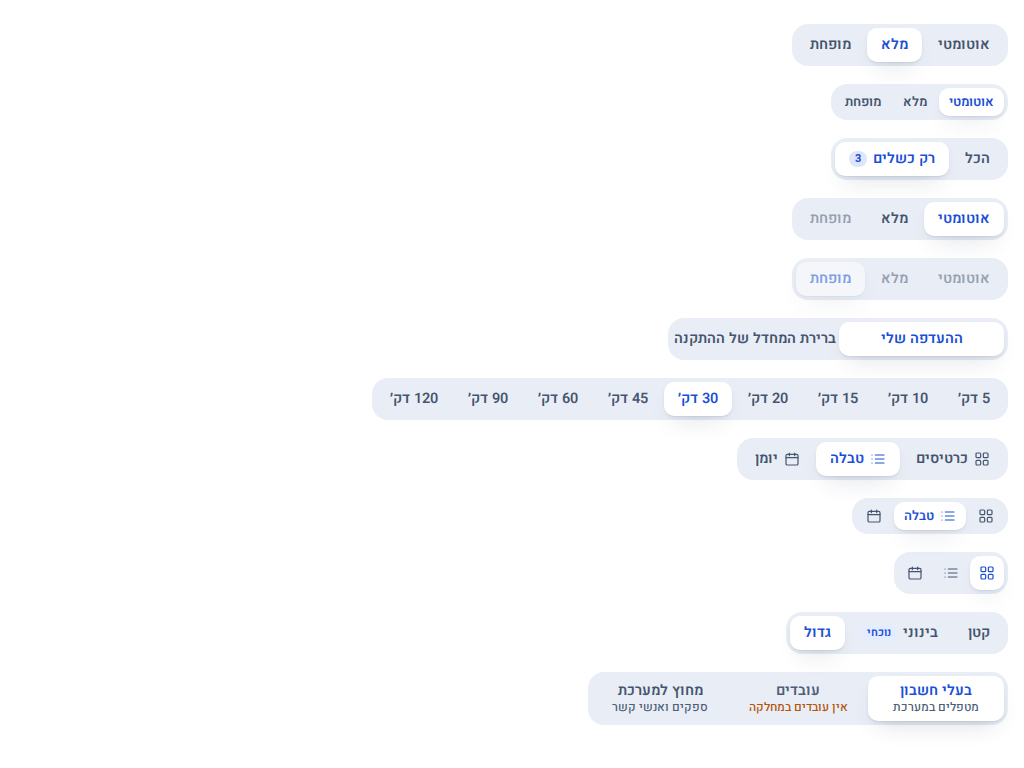 אוטומטי מלא מופחת
אוטומטי מלא מופחת
הכל רק כשלים 3
אוטומטי מלא מופחת
אוטומטי מלא מופחת
ההעדפה שלי ברירת המחדל של ההתקנה
5 דק׳ 10 דק׳ 15 דק׳ 20 דק׳ 30 דק׳ 45 דק׳ 60 דק׳ 90 דק׳ 120 דק׳
כרטיסים טבלה יומן
טבלה
קטן בינוני נוכחי גדול
בעלי חשבון עובדים מחוץ למערכת
מטפלים במערכת אין עובדים במחלקה ספקים ואנשי קשר